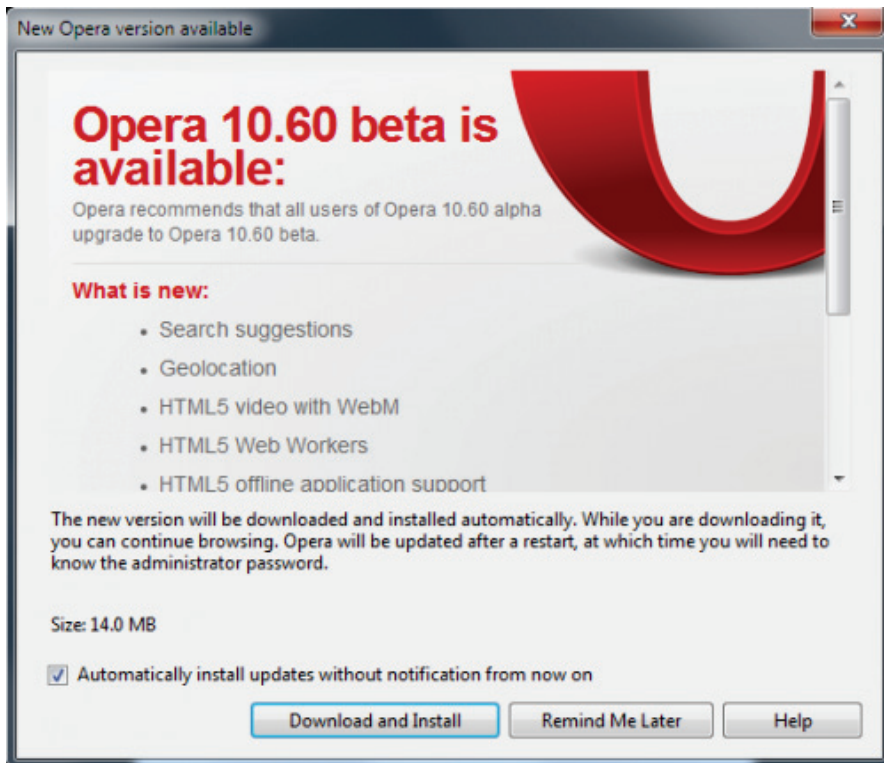 New Opera version available
Opera 10.60 beta is
available:
Opera recommends that all users of Opera 10.60 alpha
upgrade to Opera 10.60 beta.
What is new:
• Search suggestions
• Geolocation
• HTML5 video with WebM
• HTML5 Web Workers
• HTML5 offline application support
The new version will be downloaded and installed automatically. While you are downloading it,
you can continue browsing. Opera will be updated after a restart, at which time you will need to
know the administrator password.
Size: 14.0 MB
Automatically install updates without notification from now on
Download and Install Remind Me Later Help